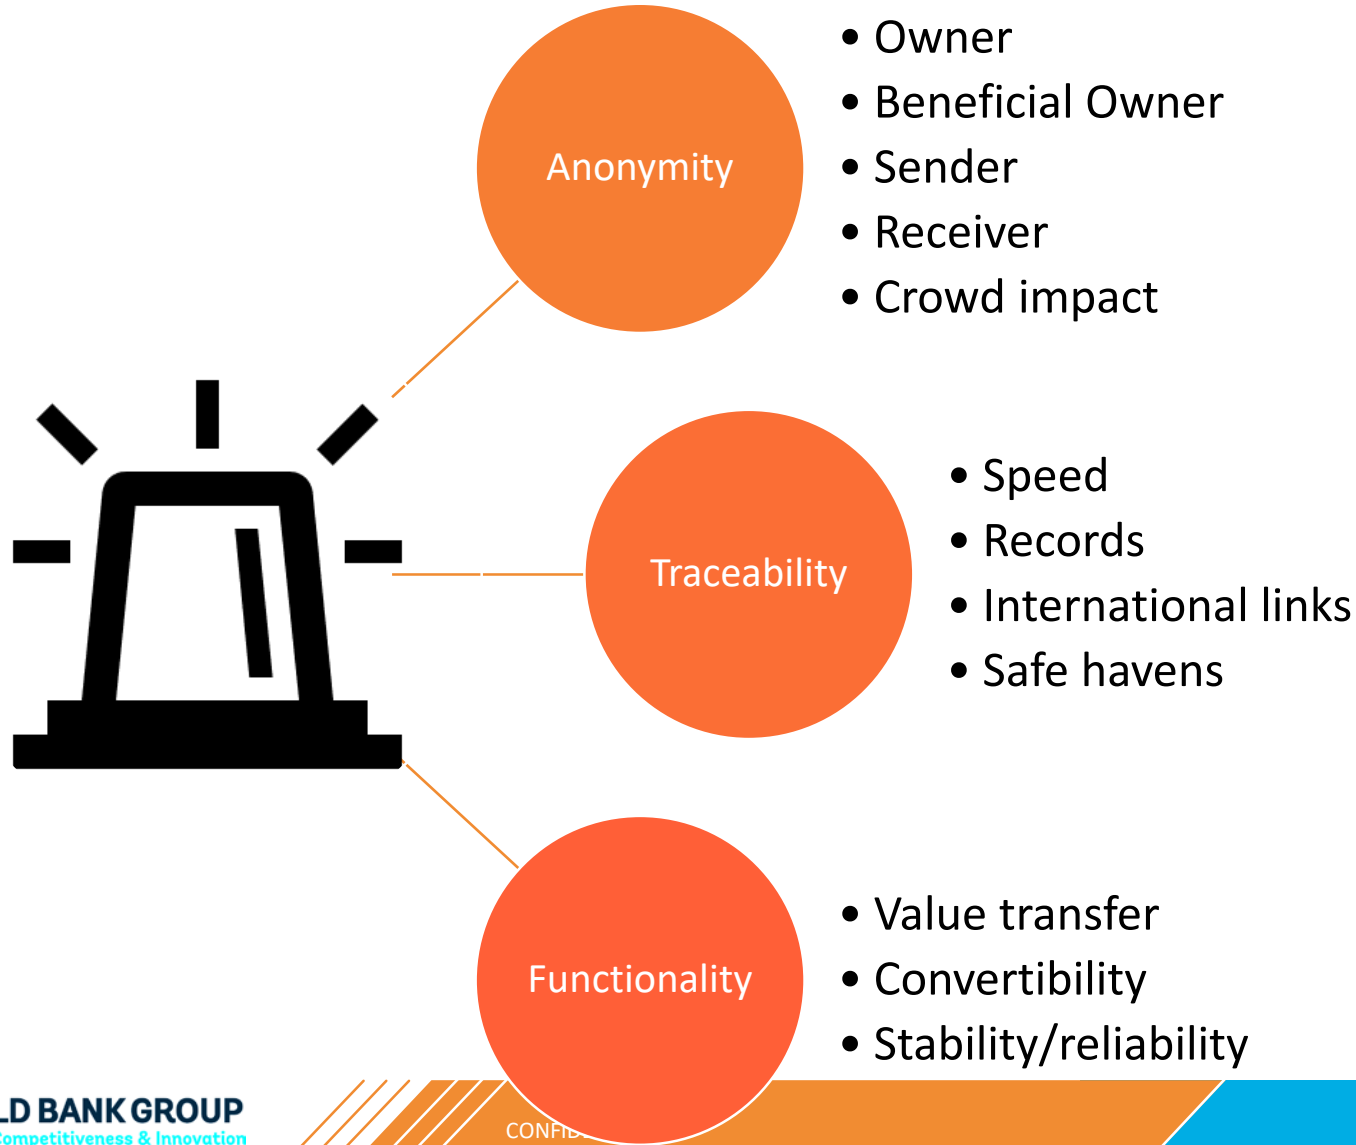 • Owner
• Beneficial Owner
Anonymity
• Sender
• Receiver
• Crowd impact
• Speed
• Records
Traceability
• International links
• Safe havens
• Value transfer
Functionality
• Convertibility
• Stability/reliability
BANK GROUP
Competitiveness & Innovation